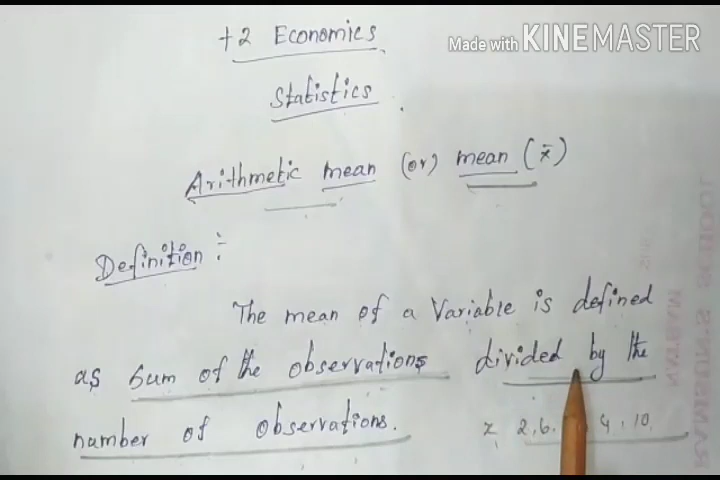 +2 Economics
Made with KINEMASTER
Statistics
Arithmetic mean (or) mean (x̄)
Definition :-
The mean of a Variable is defined
as sum of the observations divided by the
number of observations.
2, 6. 4, 10